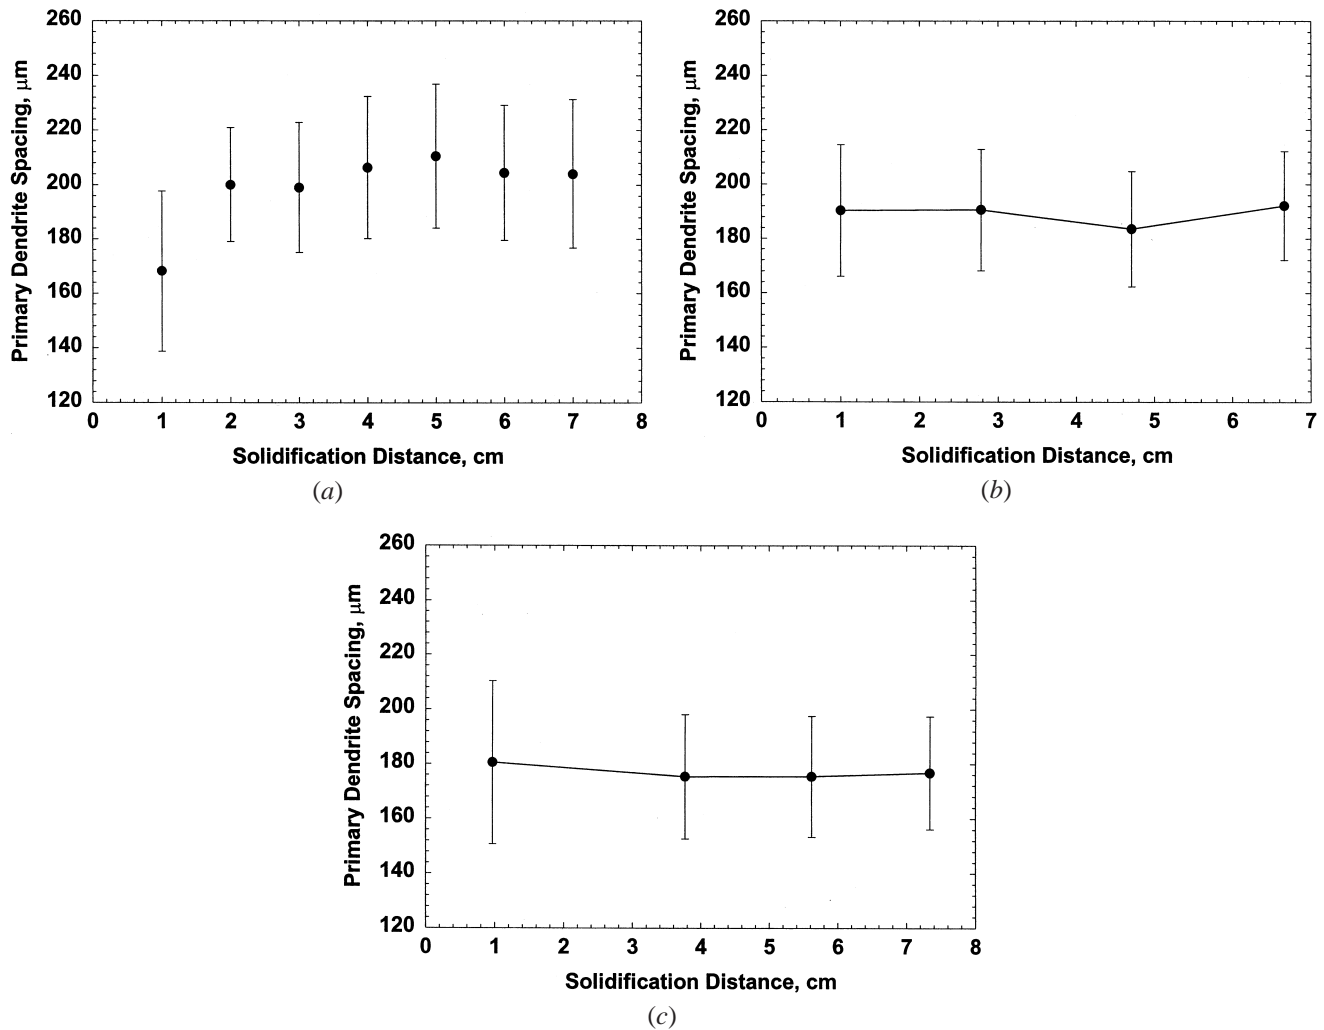 260
240
220
200
180
160
140
120
0 1 2 3 4 5 6 7 8
Primary Dendrite Spacing, μm
Solidification Distance, cm
(a)
260
240
220
200
180
160
140
120
0 1 2 3 4 5 6 7
Primary Dendrite Spacing, μm
Solidification Distance, cm
(b)
260
240
220
200
180
160
140
120
0 1 2 3 4 5 6 7 8
Primary Dendrite Spacing, μm
Solidification Distance, cm
(c)